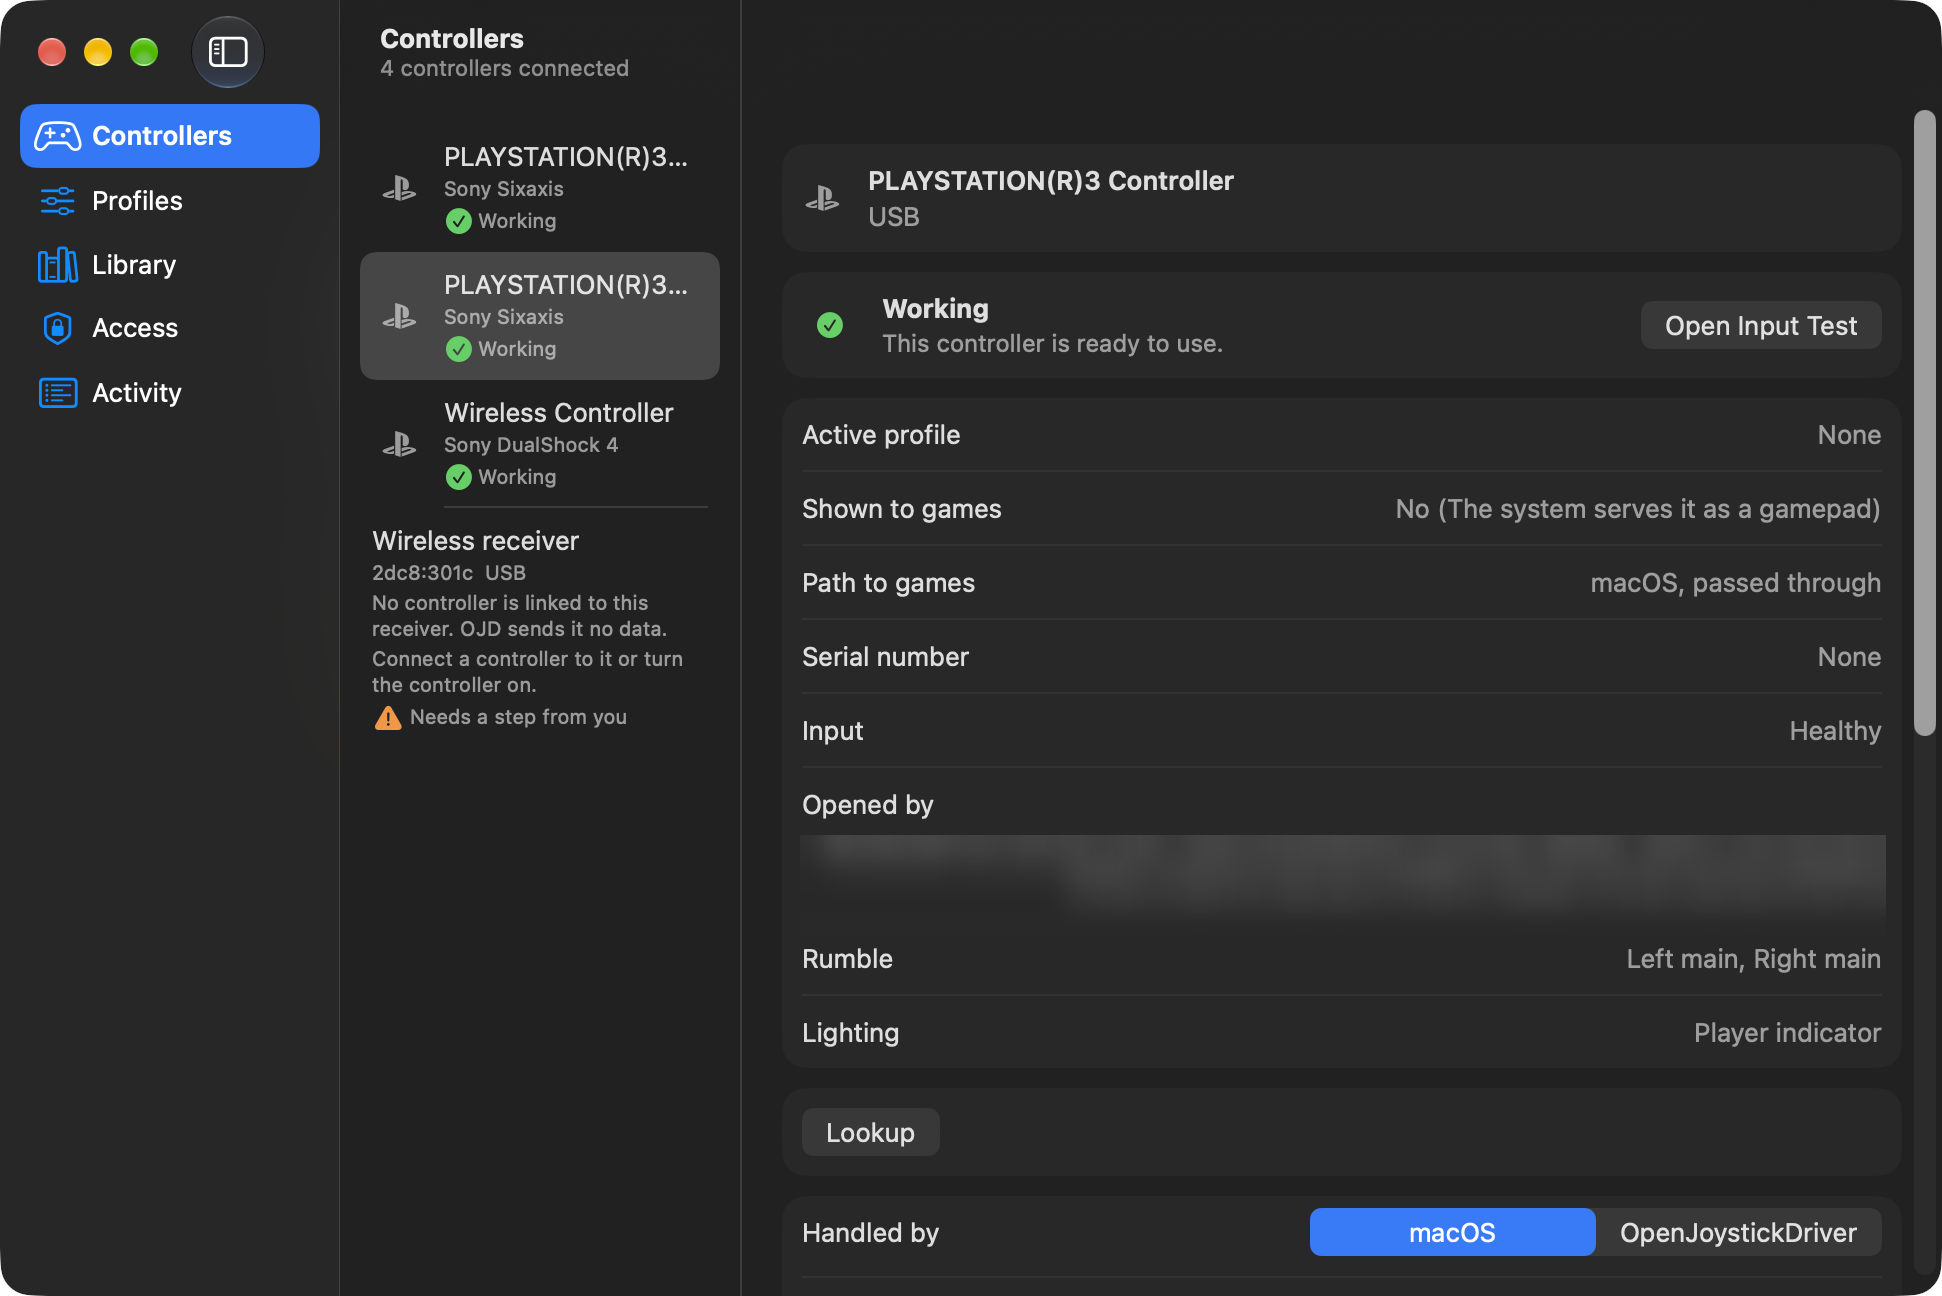 Controllers
Profiles
Library
Access
Activity
Controllers
4 controllers connected
PLAYSTATION(R)3...
Sony Sixaxis
Working
PLAYSTATION(R)3...
Sony Sixaxis
Working
Wireless Controller
Sony DualShock 4
Working
Wireless receiver
2dc8:301c USB
No controller is linked to this
receiver. OJD sends it no data.
Connect a controller to it or turn
the controller on.
Needs a step from you
PLAYSTATION(R)3 Controller
USB
Working
This controller is ready to use.
Open Input Test
Active profile None
Shown to games No (The system serves it as a gamepad)
Path to games macOS, passed through
Serial number None
Input Healthy
Opened by
Rumble Left main, Right main
Lighting Player indicator
Lookup
Handled by macOS OpenJoystickDriver